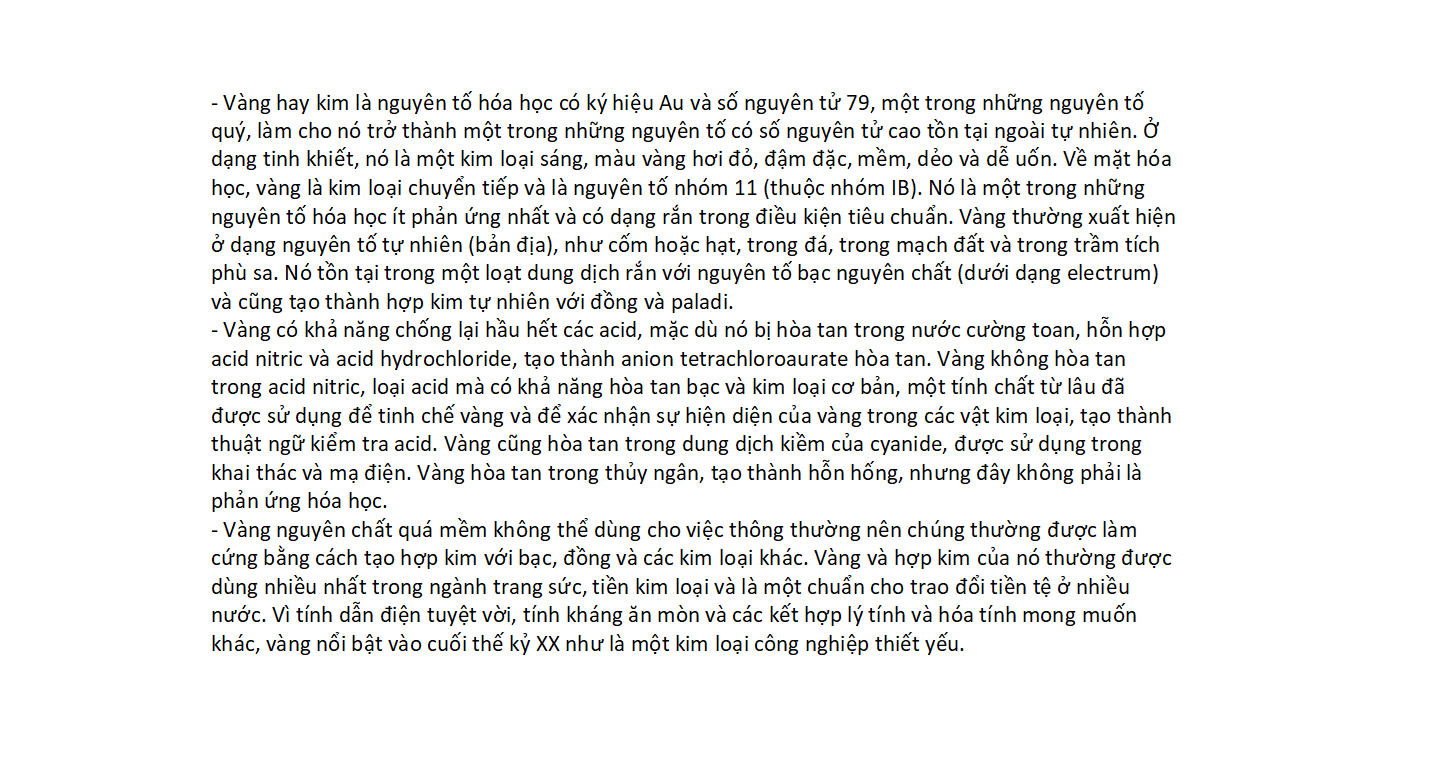 - Vàng hay kim là nguyên tố hóa học có ký hiệu Au và số nguyên tử 79, một trong những nguyên tố
quý, làm cho nó trở thành một trong những nguyên tố có số nguyên tử cao tồn tại ngoài tự nhiên. Ở
dạng tinh khiết, nó là một kim loại sáng, màu vàng hơi đỏ, đậm đặc, mềm, dẻo và dễ uốn. Về mặt hóa
học, vàng là kim loại chuyển tiếp và là nguyên tố nhóm 11 (thuộc nhóm IB). Nó là một trong những
nguyên tố hóa học ít phản ứng nhất và có dạng rắn trong điều kiện tiêu chuẩn. Vàng thường xuất hiện
ở dạng nguyên tố tự nhiên (bản địa), như cốm hoặc hạt, trong đá, trong mạch đất và trong trầm tích
phù sa. Nó tồn tại trong một loạt dung dịch rắn với nguyên tố bạc nguyên chất (dưới dạng electrum)
và cũng tạo thành hợp kim tự nhiên với đồng và paladi.
- Vàng có khả năng chống lại hầu hết các acid, mặc dù nó bị hòa tan trong nước cường toan, hỗn hợp
acid nitric và acid hydrochloride, tạo thành anion tetrachloroaurate hòa tan. Vàng không hòa tan
trong acid nitric, loại acid mà có khả năng hòa tan bạc và kim loại cơ bản, một tính chất từ lâu đã
được sử dụng để tinh chế vàng và để xác nhận sự hiện diện của vàng trong các vật kim loại, tạo thành
thuật ngữ kiểm tra acid. Vàng cũng hòa tan trong dung dịch kiềm của cyanide, được sử dụng trong
khai thác và mạ điện. Vàng hòa tan trong thủy ngân, tạo thành hỗn hống, nhưng đây không phải là
phản ứng hóa học.
- Vàng nguyên chất quá mềm không thể dùng cho việc thông thường nên chúng thường được làm
cứng bằng cách tạo hợp kim với bạc, đồng và các kim loại khác. Vàng và hợp kim của nó thường được
dùng nhiều nhất trong ngành trang sức, tiền kim loại và là một chuẩn cho trao đổi tiền tệ ở nhiều
nước. Vì tính dẫn điện tuyệt vời, tính kháng ăn mòn và các kết hợp lý tính và hóa tính mong muốn
khác, vàng nổi bật vào cuối thế kỷ XX như là một kim loại công nghiệp thiết yếu.